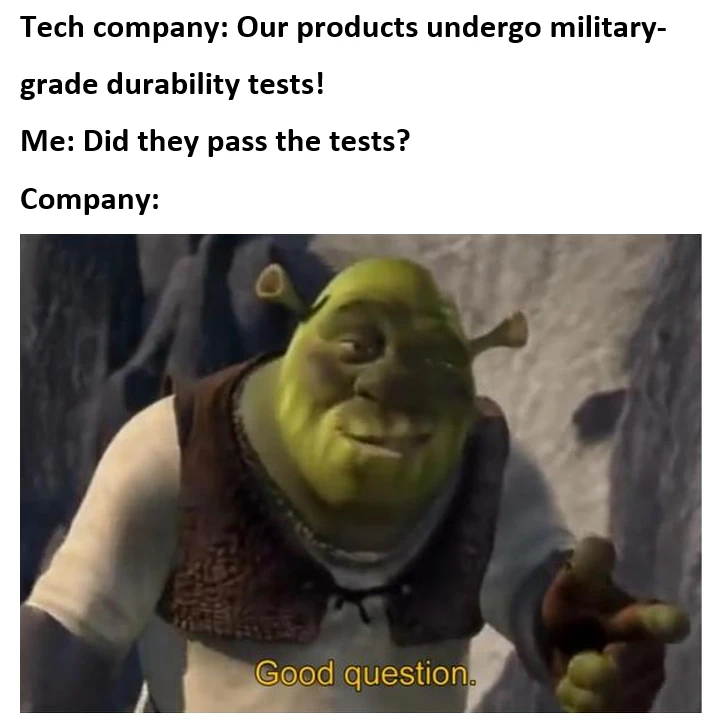 Tech company: Our products undergo military-
grade durability tests!
Me: Did they pass the tests?
Company:
Good question.